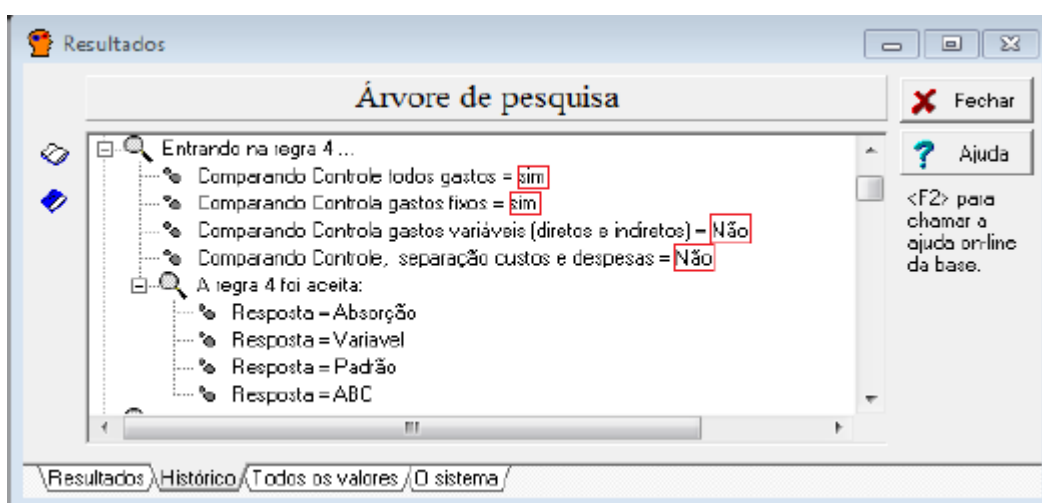 Resultados
Árvore de pesquisa
Fechar
Entrando na regra 4 ...
Ajuda
Comparando Controle todos gastos = sim
<F2> para
Comparando Controla gastos fixos = sim
chamar a
Comparando Controla gastos variáveis (diretos e indiretos) = Não
ajuda on-line
Comparando Controle, separação custos e despesas = Não
da base.
A regra 4 foi aceita:
Resposta = Absorção
Resposta = Variavel
Resposta = Padrão
Resposta = ABC
Resultados Histórico Todos os valores O sistema